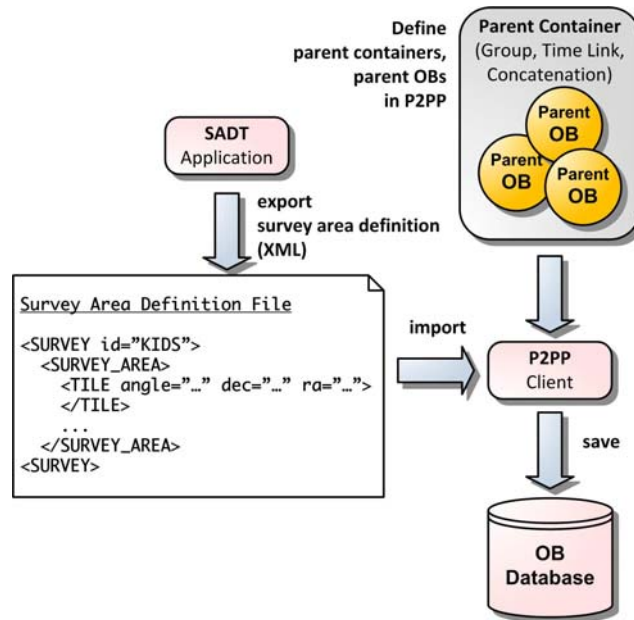 Define
parent containers,
parent OBs
in P2PP
Parent Container
(Group, Time Link,
Concatenation)
Parent
OB
Parent
OB
Parent
OB
SADT
Application
export
survey area definition
(XML)
Survey Area Definition File
<SURVEY id=”KIDS”>
<SURVEY_AREA>
<TILE angle=”…” dec=”…” ra=”…”>
</TILE>
...
</SURVEY_AREA>
<SURVEY>
import
P2PP
Client
save
OB
Database